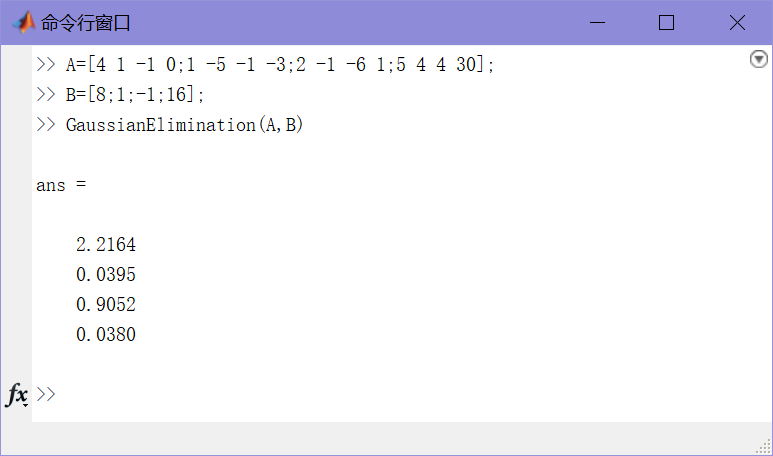 命令行窗口
>> A=[4 1 -1 0;1 -5 -1 -3;2 -1 -6 1;5 4 4 30];
>> B=[8;1;-1;16];
>> GaussianElimination(A,B)
ans =
2.2164
0.0395
0.9052
0.0380
fx >>